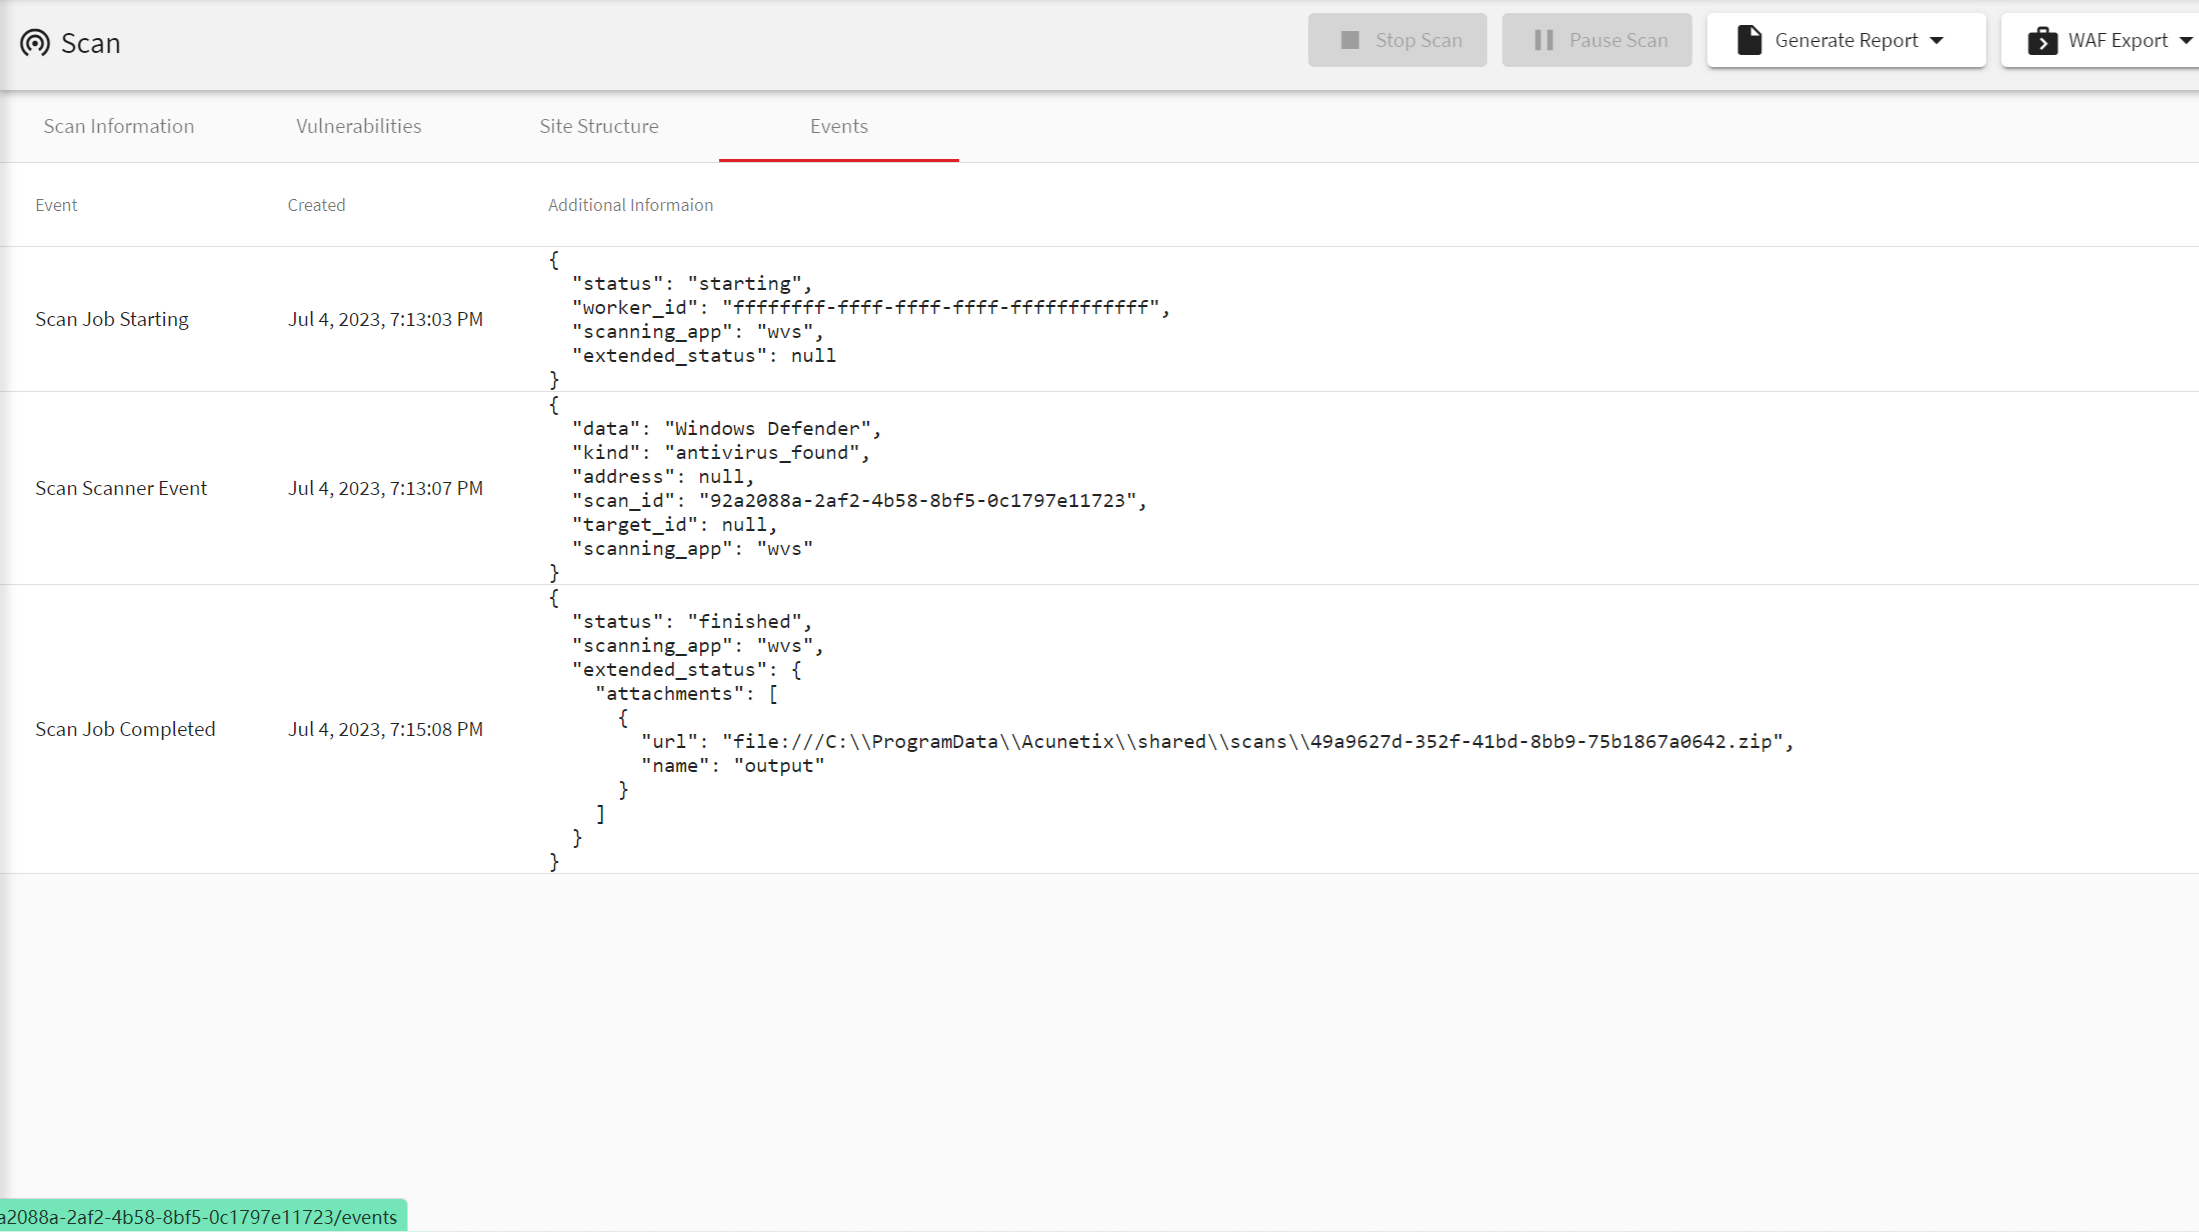 Scan
Stop Scan
Pause Scan
Generate Report
WAF Export
Scan Information
Vulnerabilities
Site Structure
Events
Event
Created
Additional Informaion
Scan Job Starting
Jul 4, 2023, 7:13:03 PM
{
"status": "starting",
"worker_id": "ffffffff-ffff-ffff-ffff-ffffffffffff",
"scanning_app": "wvs",
"extended_status": null
}
Scan Scanner Event
Jul 4, 2023, 7:13:07 PM
{
"data": "Windows Defender",
"kind": "antivirus_found",
"address": null,
"scan_id": "92a2088a-2af2-4b58-8bf5-0c1797e11723",
"target_id": null,
"scanning_app": "wvs"
}
Scan Job Completed
Jul 4, 2023, 7:15:08 PM
{
"status": "finished",
"scanning_app": "wvs",
"extended_status": {
"attachments": [
{
"url": "file:///C:\\ProgramData\\Acunetix\\shared\\scans\\49a9627d-352f-41bd-8bb9-75b1867a0642.zip",
"name": "output"
}
]
}
}
a2088a-2af2-4b58-8bf5-0c1797e11723/events